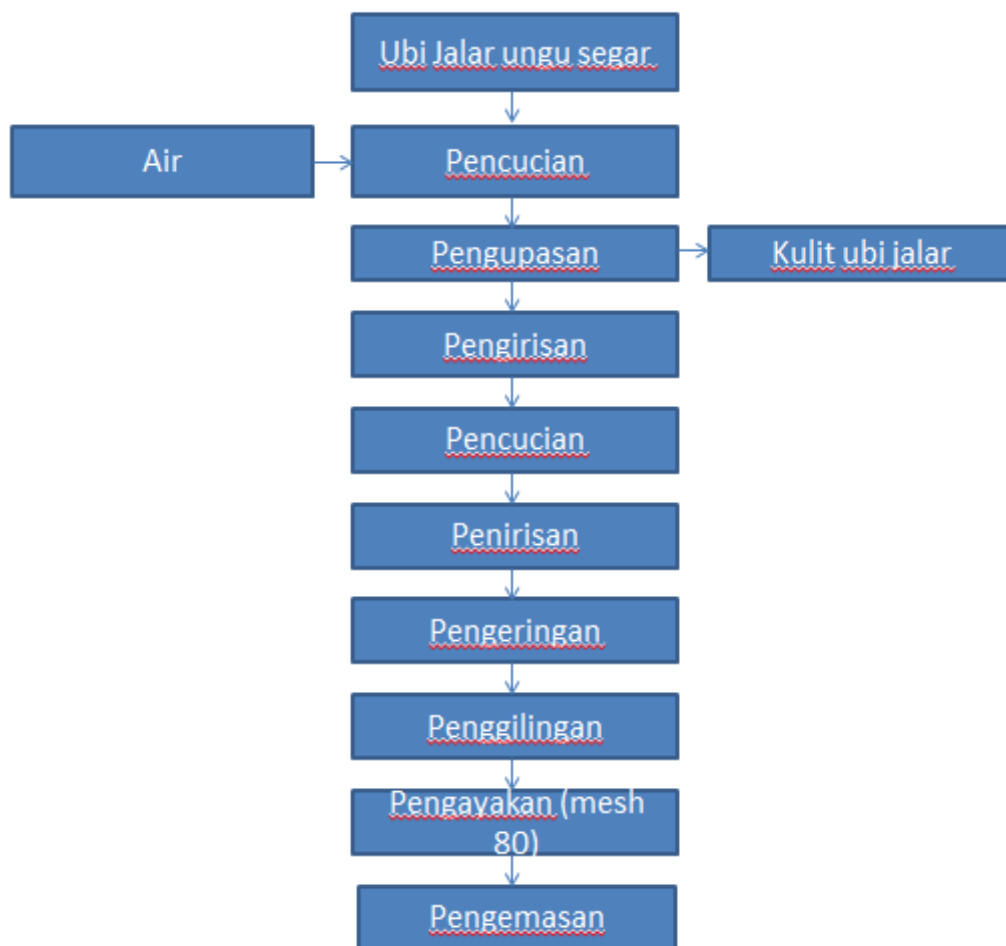 Ubi Jalar ungu segar
Air
Pencucian
Pengupasan
Kulit ubi jalar
Pengirisan
Pencucian
Penirisan
Pengeringan
Penggilingan
Pengayakan (mesh
80)
Pengemasan